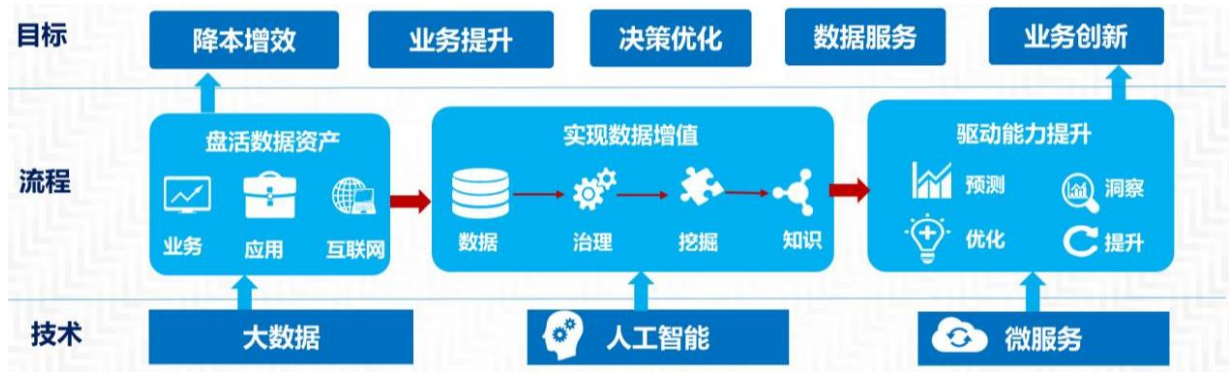 目标
降本增效
业务提升
决策优化
数据服务
业务创新
流程
盘活数据资产
业务
应用
互联网
实现数据增值
数据
治理
挖掘
知识
驱动能力提升
预测
洞察
优化
提升
技术
大数据
人工智能
微服务